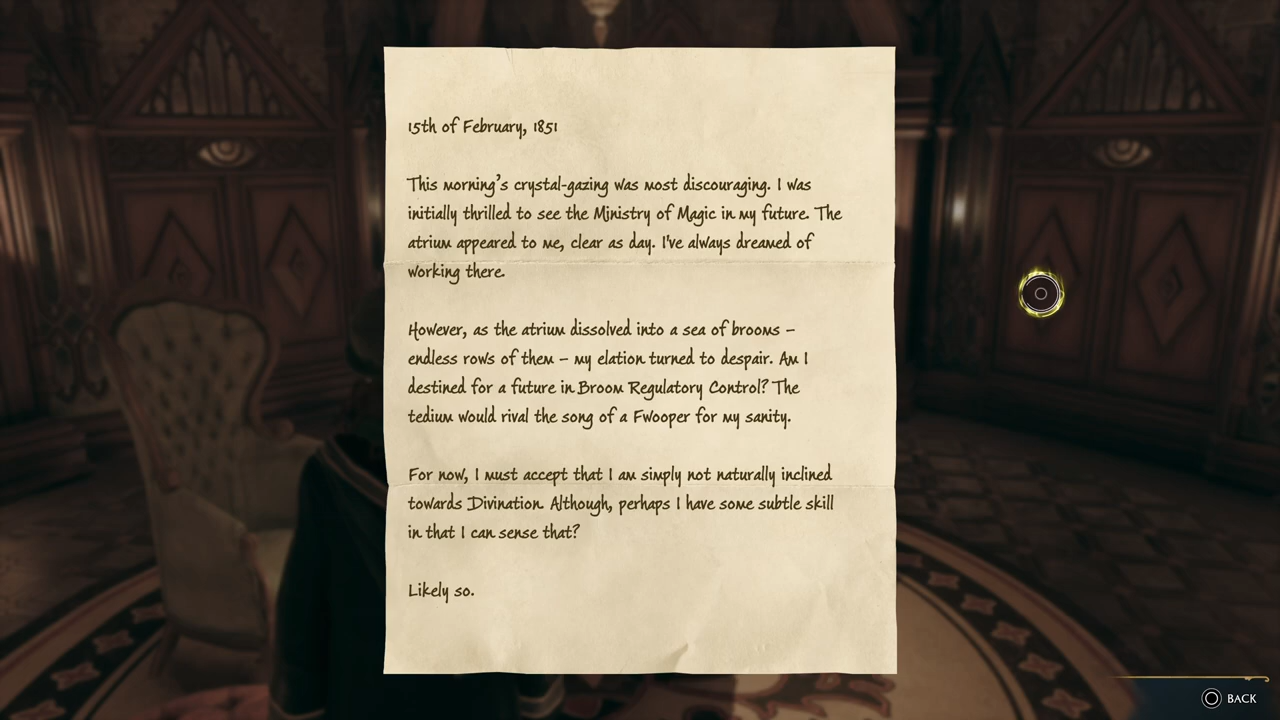 15th of February, 1851
This morning's crystal-gazing was most discouraging. I was
initially thrilled to see the Ministry of Magic in my future. The
atrium appeared to me, clear as day. I've always dreamed of
working there.
However, as the atrium dissolved into a sea of brooms –
endless rows of them – my elation turned to despair. Am I
destined for a future in Broom Regulatory Control? The
tedium would rival the song of a Fwooper for my sanity.
For now, I must accept that I am simply not naturally inclined
towards Divination. Although, perhaps I have some subtle skill
in that I can sense that?
Likely so.
BACK